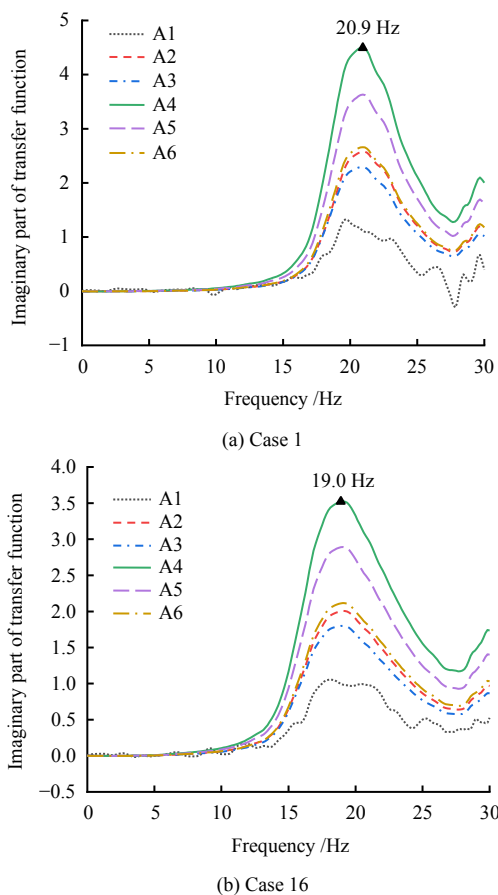 20.9 Hz
5
4
3
2
1
0
−1
Imaginary part of transfer function
A1
A2
A3
A4
A5
A6
0 5 10 15 20 25 30
Frequency /Hz
(a) Case 1
19.0 Hz
4.0
3.5
3.0
2.5
2.0
1.5
1.0
0.5
0.0
−0.5
Imaginary part of transfer function
A1
A2
A3
A4
A5
A6
0 5 10 15 20 25 30
Frequency /Hz
(b) Case 16